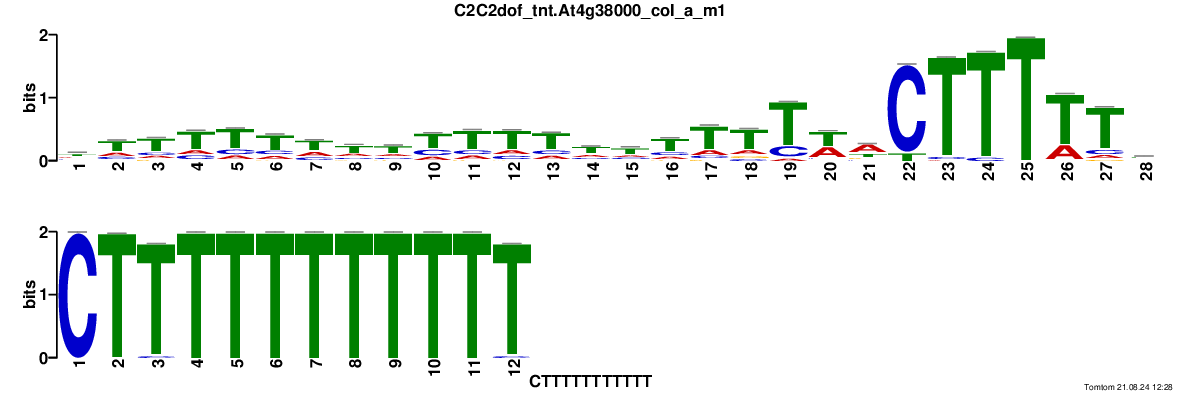 C2C2dof_tnt.At4g38000_col_a_m1
2
1
0
bits
1 2 3 4 5 6 7 8 9 10 11 12 13 14 15 16 17 18 19 20 21 22 23 24 25 26 27 28
2
1
0
bits
CTTTTTTTTTTT
1 2 3 4 5 6 7 8 9 10 11 12
CTTTTTTTTTTT
Tomtom 21.08.24 12:28